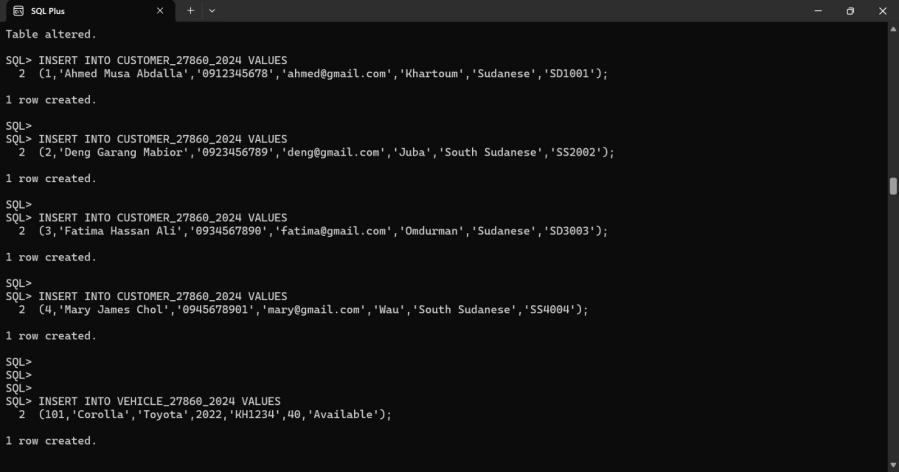 SQL Plus
Table altered.
SQL> INSERT INTO CUSTOMER_27860_2024 VALUES
2 (1,'Ahmed Musa Abdalla','0912345678','ahmed@gmail.com','Khartoum','Sudanese','SD1001');
1 row created.
SQL>
SQL> INSERT INTO CUSTOMER_27860_2024 VALUES
2 (2,'Deng Garang Mabior','0923456789','deng@gmail.com','Juba','South Sudanese','SS2002');
1 row created.
SQL>
SQL> INSERT INTO CUSTOMER_27860_2024 VALUES
2 (3,'Fatima Hassan Ali','0934567890','fatima@gmail.com','Omdurman','Sudanese','SD3003');
1 row created.
SQL>
SQL> INSERT INTO CUSTOMER_27860_2024 VALUES
2 (4,'Mary James Chol','0945678901','mary@gmail.com','Wau','South Sudanese','SS4004');
1 row created.
SQL>
SQL>
SQL>
SQL> INSERT INTO VEHICLE_27860_2024 VALUES
2 (101,'Corolla','Toyota',2022,'KH1234',40,'Available');
1 row created.